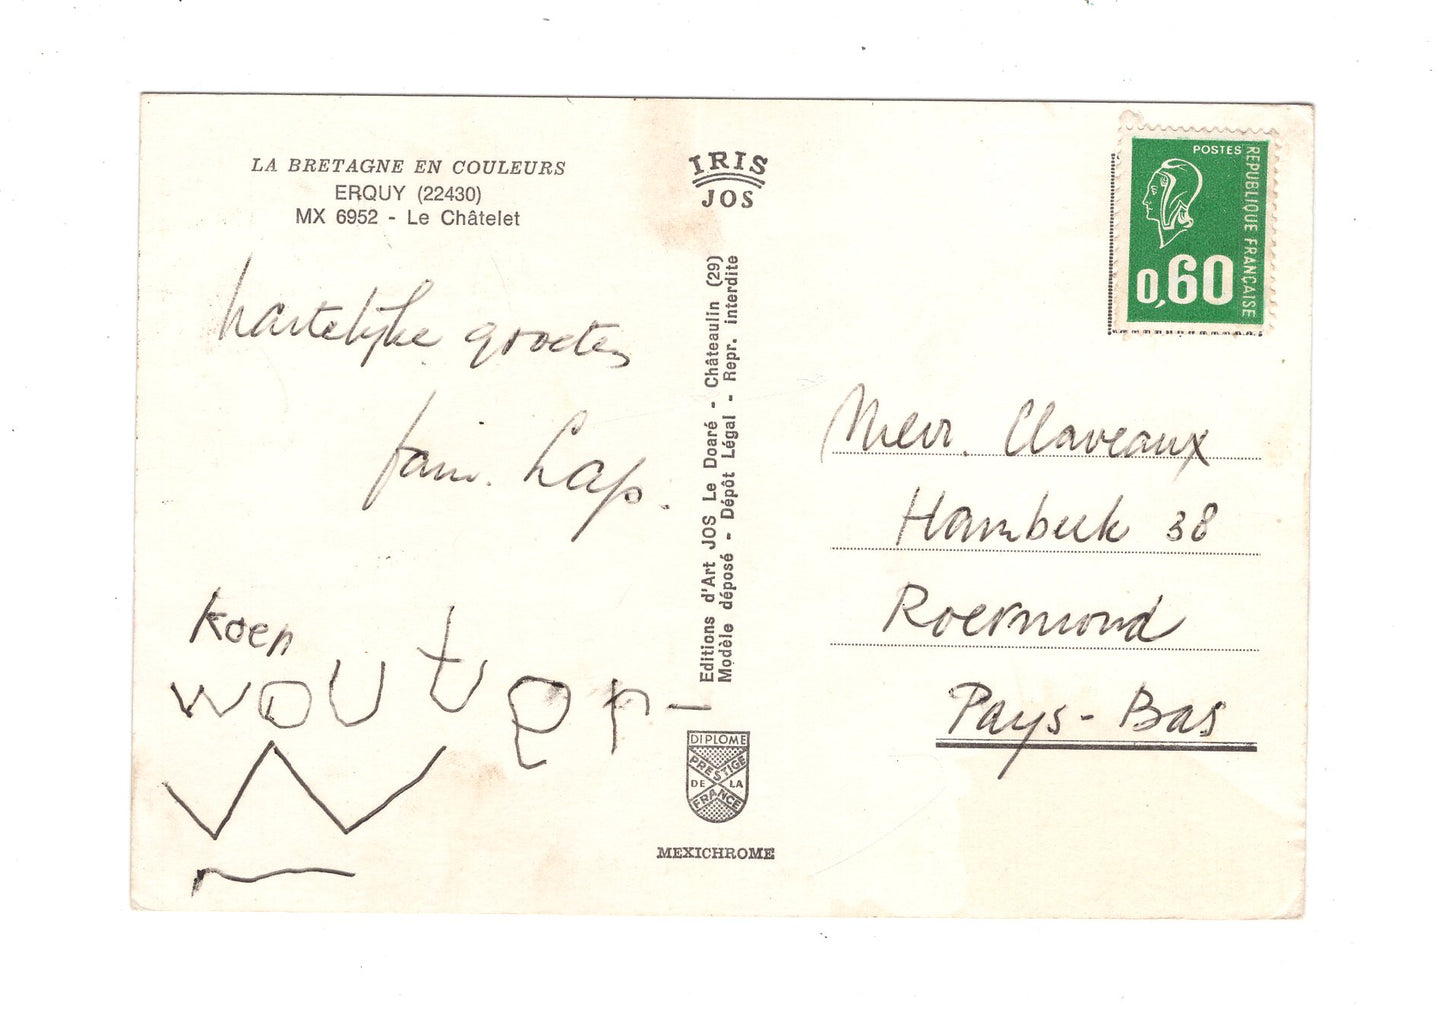 LA BRETAGNE EN COULEURS
ERQUY (22430)
MX 6952 - Le Châtelet
hartelijke groeten
fam. Lap.
Koen
wouter
W
IRIS
JOS
Editions d'Art JOS Le Doaré - Châteaulin (29)
Modèle déposé - Dépôt Légal - Repr. interdite
DIPLOME
PRESTIGE
DE LA
FRANCE
MEXICHROME
POSTES
REPUBLIQUE FRANÇAISE
0,60
Mevr. Claveaux
Hambeek 38
Roermond
Pays-Bas